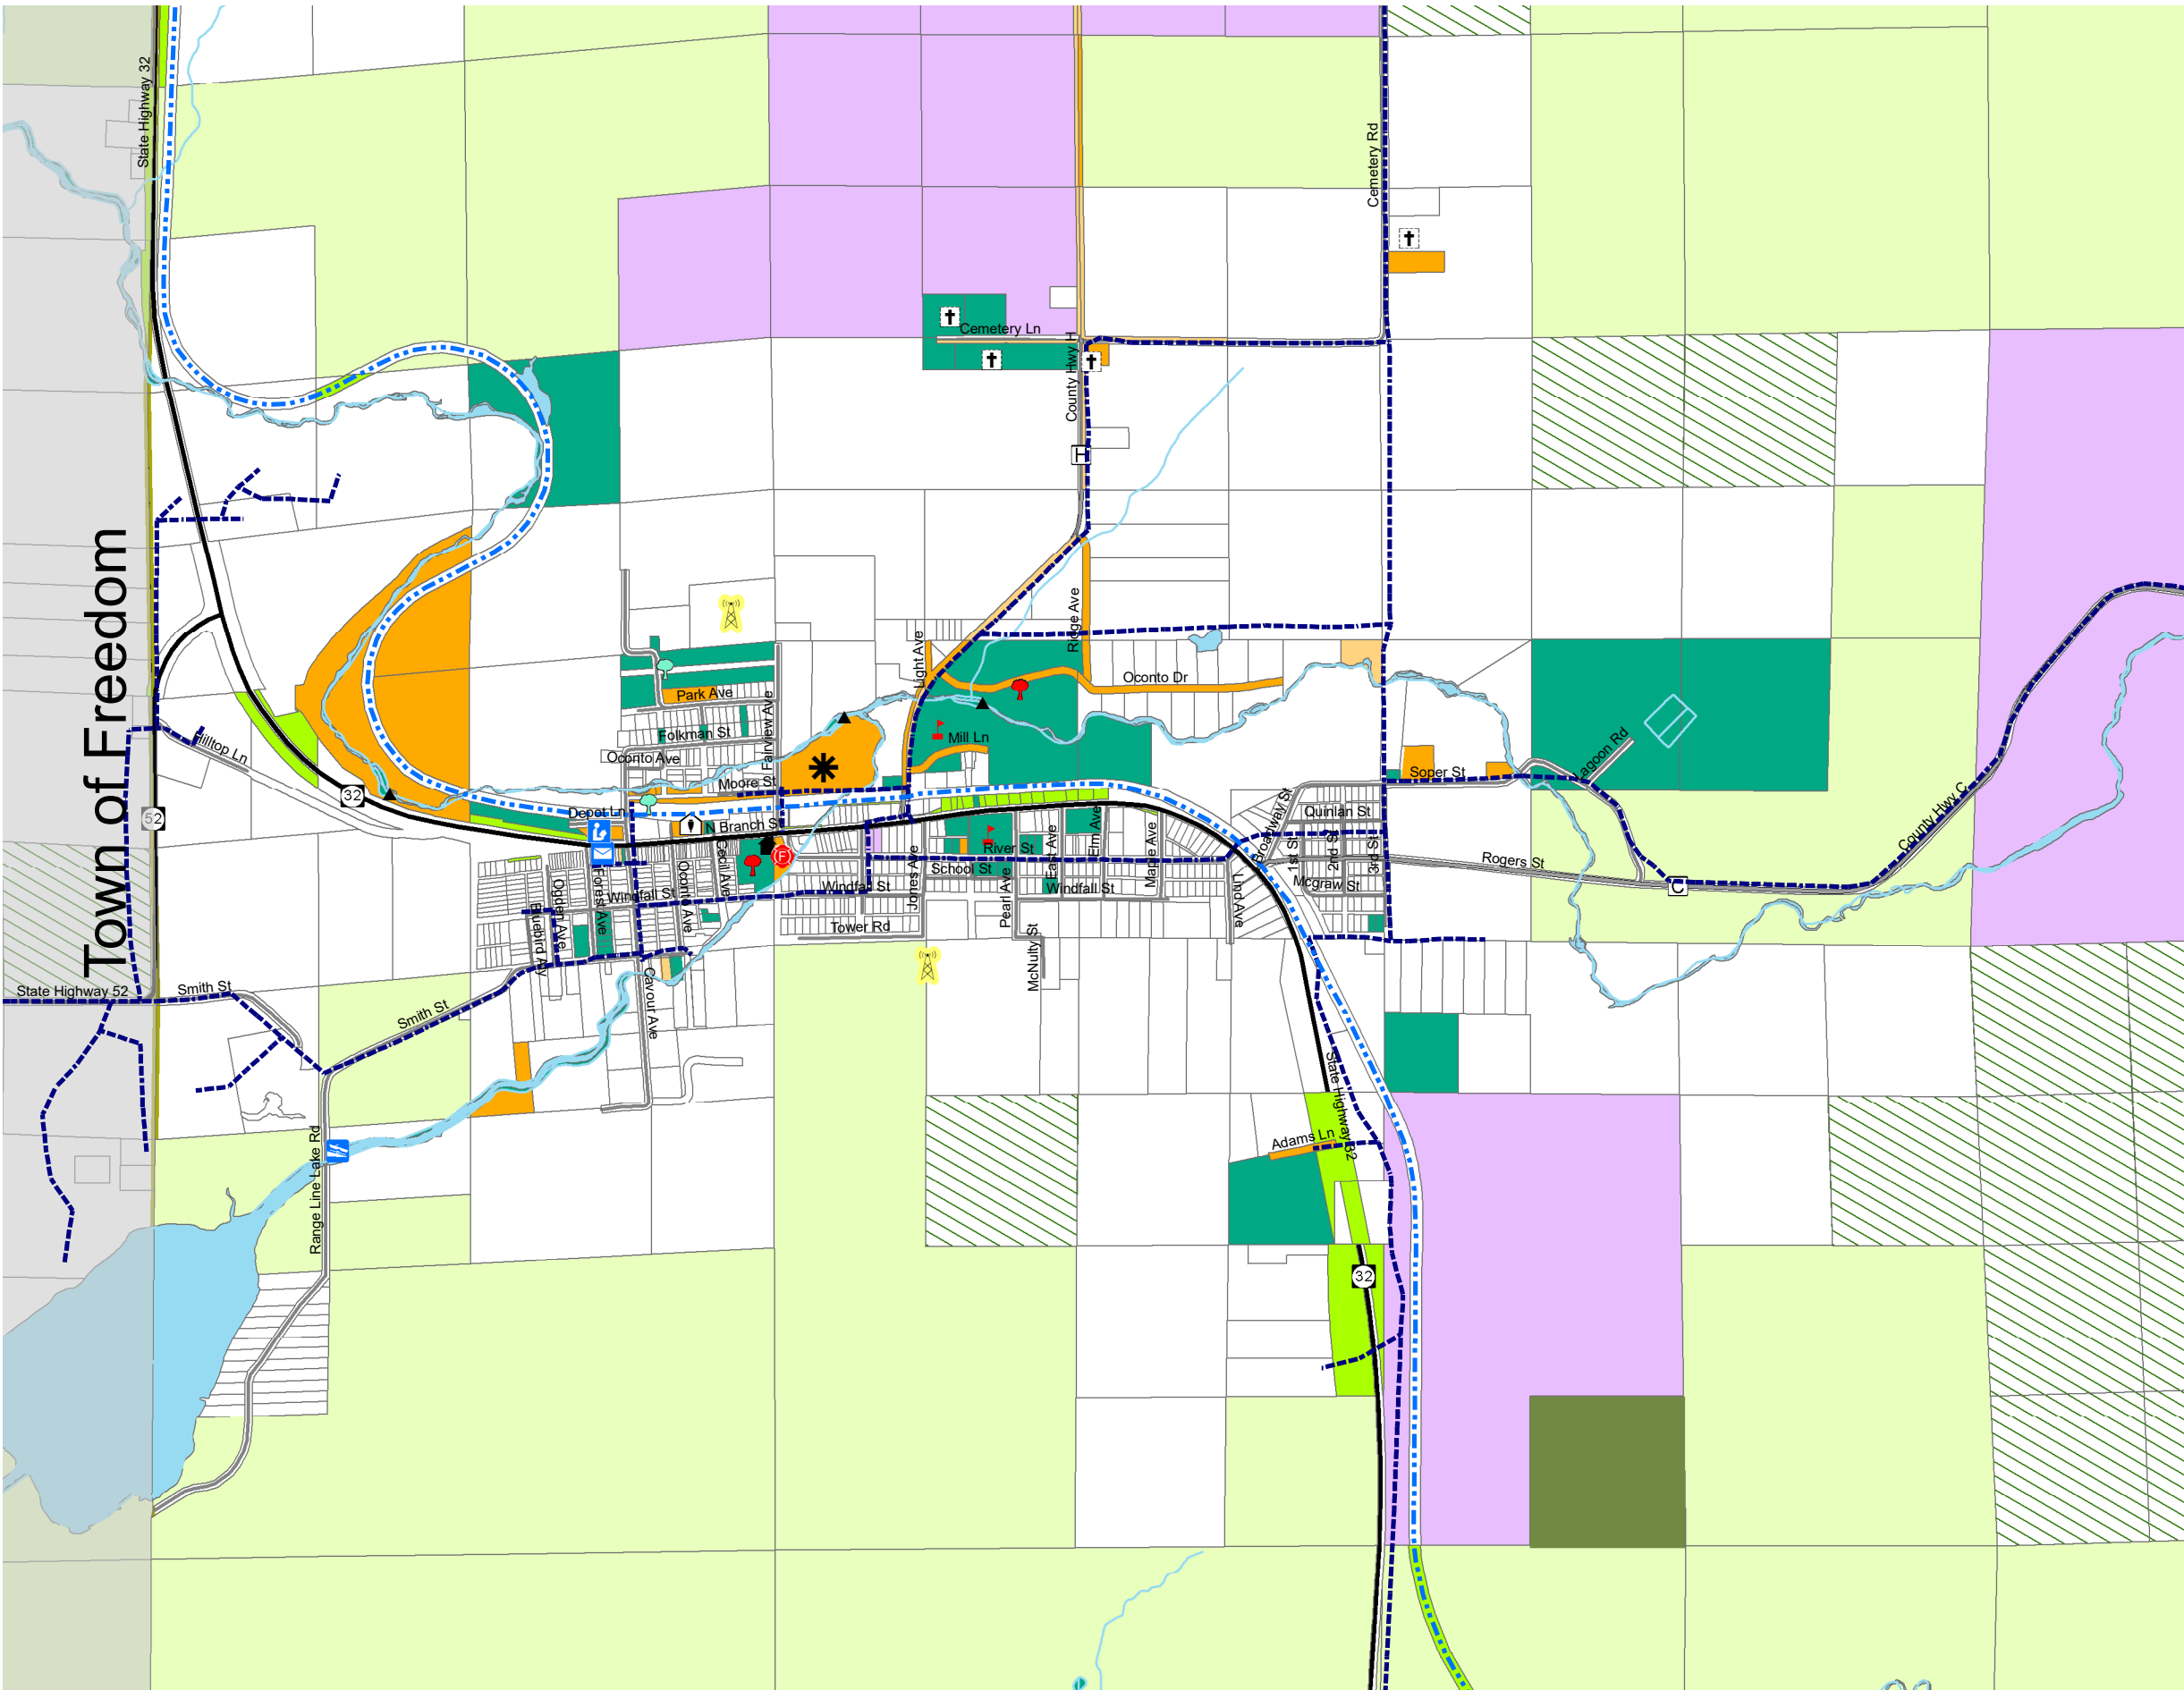 State Highway 32
Cemetery Rd
Cemetery Ln
County Hwy H
H
Town of Freedom
Light Ave
Ridge Ave
Oconto Dr
Park Ave
Fairview Ave
Folkman St
Oconto Ave
Moore St
Mill Ln
Hilltop Ln
32
52
Depot Ln
N Branch St
F
Soper St
Lagoon Rd
County Hwy C
C
Broadway St
Quinlan St
1st St
2nd St
3rd St
Rogers St
Mcgraw St
River St
School St
Windfall St
Windfall St
Windfall St
East Ave
Elm Ave
Maple Ave
Pearl Ave
Jones Ave
Lind Ave
Tower Rd
McNulty St
Cecil Ave
Oconto Ave
Forest Ave
Ogden Ave
Bluebird Aly
Cavour Ave
State Highway 52
Smith St
Smith St
Range Line Lake Rd
State Highway 32
Adams Ln
32